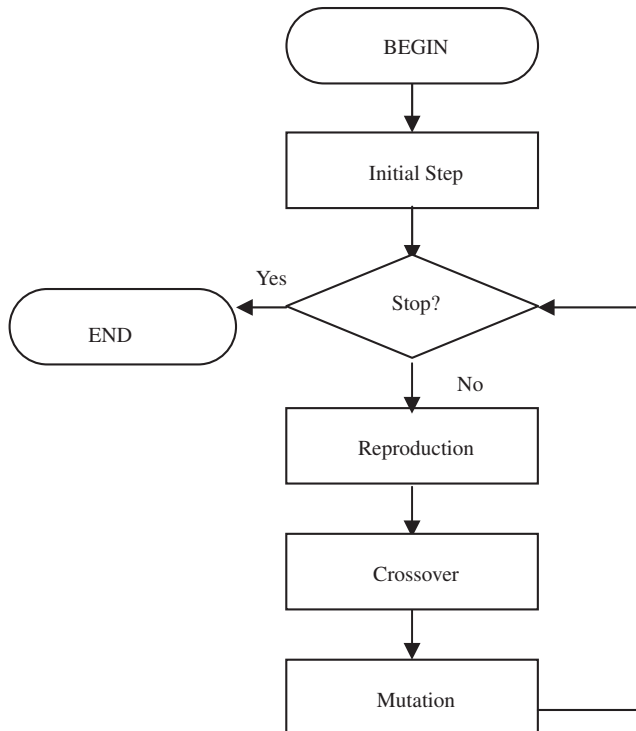 BEGIN
Initial Step
Yes
Stop?
END
No
Reproduction
Crossover
Mutation